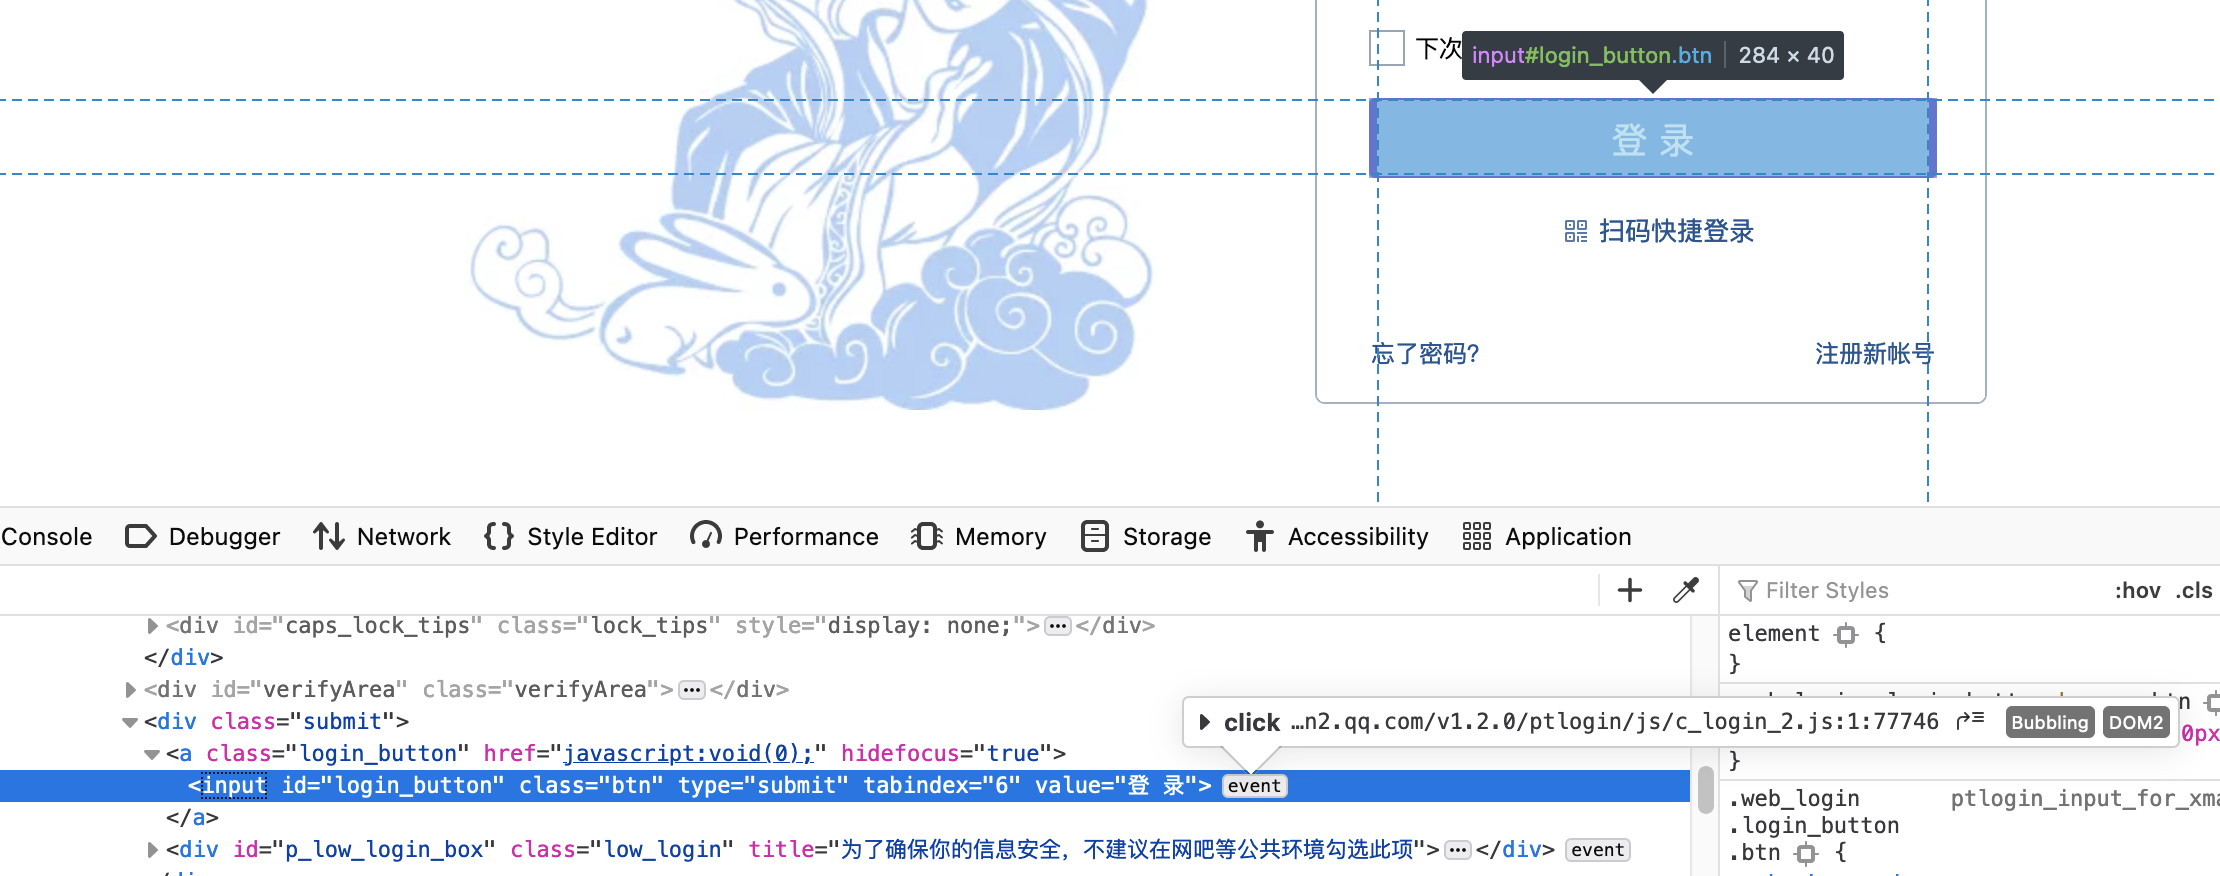 下次
input#login_button.btn 284 × 40
登 录
扫码快捷登录
忘了密码?
注册新帐号
Console Debugger Network Style Editor Performance Memory Storage Accessibility Application
Filter Styles :hov .cls
<div id="caps_lock_tips" class="lock_tips" style="display: none;"></div>
</div>
<div id="verifyArea" class="verifyArea"></div>
<div class="submit">
<a class="login_button" href="javascript:void(0);" hidefocus="true">
<input id="login_button" class="btn" type="submit" tabindex="6" value="登 录"> event
</a>
<div id="p_low_login_box" class="low_login" title="为了确保你的信息安全，不建议在网吧等公共环境勾选此项"></div> event
click …n2.qq.com/v1.2.0/ptlogin/js/c_login_2.js:1:77746 Bubbling DOM2
element {
}
0px
}
.web_login ptlogin_input_for_xma
.login_button
.btn {